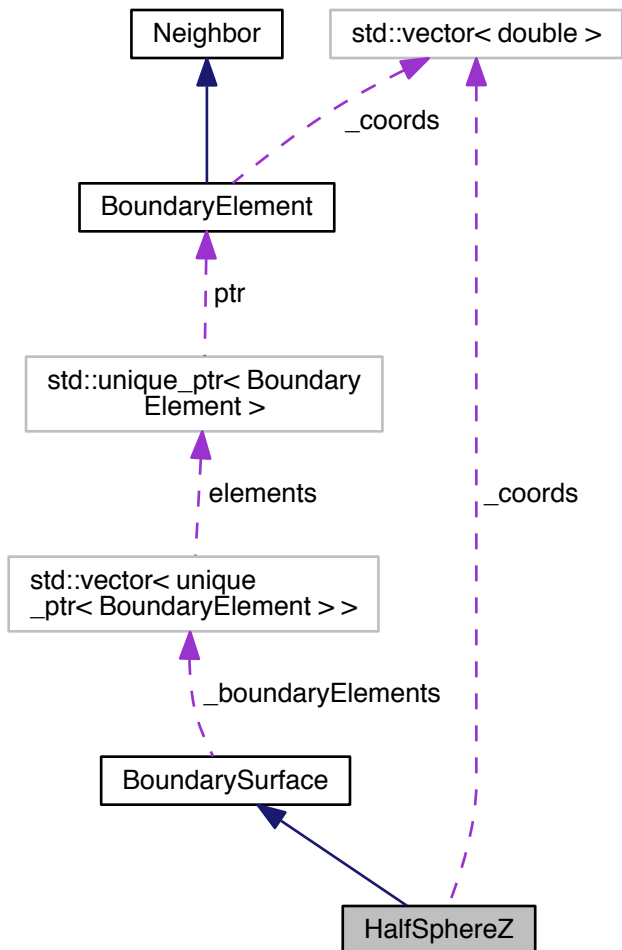 Neighbor
std::vector< double >
_coords
BoundaryElement
ptr
std::unique_ptr< Boundary
Element >
elements
_coords
std::vector< unique
_ptr< BoundaryElement > >
_boundaryElements
BoundarySurface
HalfSphereZ